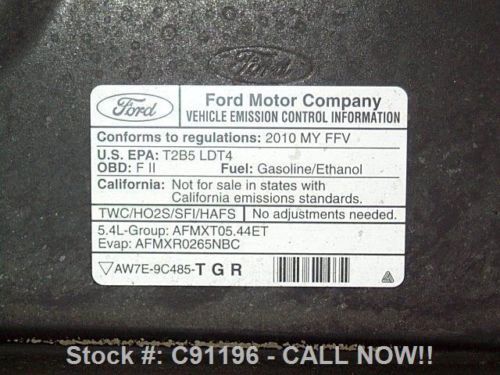 Ford
Ford
Ford Motor Company
VEHICLE EMISSION CONTROL INFORMATION
Conforms to regulations: 2010 MY FFV
U.S. EPA: T2B5 LDT4
OBD: F II Fuel: Gasoline/Ethanol
California: Not for sale in states with
California emissions standards.
TWC/HO2S/SFI/HAFS No adjustments needed.
5.4L-Group: AFMXT05.44ET
Evap: AFMXR0265NBC
AW7E-9C485-T G R
Stock #: C91196 - CALL NOW!!